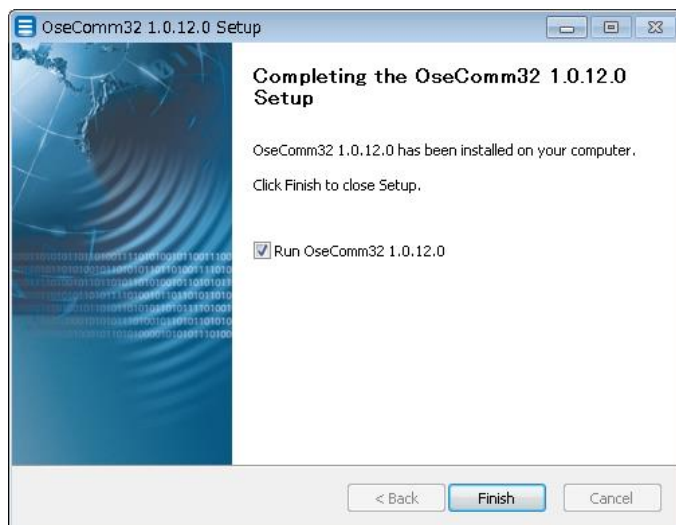 OseComm32 1.0.12.0 Setup
Completing the OseComm32 1.0.12.0
Setup
OseComm32 1.0.12.0 has been installed on your computer.
Click Finish to close Setup.
Run OseComm32 1.0.12.0
< Back
Finish
Cancel